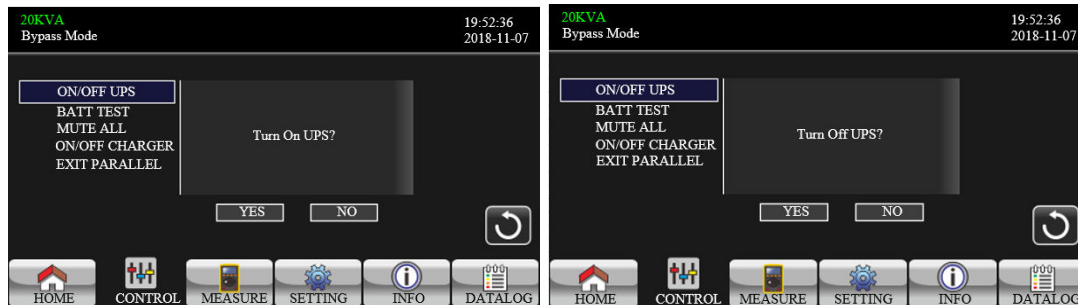 20KVA
Bypass Mode
19:52:36
2018-11-07
ON/OFF UPS
BATT TEST
MUTE ALL
ON/OFF CHARGER
EXIT PARALLEL
Turn On UPS?
YES NO
HOME CONTROL MEASURE SETTING INFO DATALOG
20KVA
Bypass Mode
19:52:36
2018-11-07
ON/OFF UPS
BATT TEST
MUTE ALL
ON/OFF CHARGER
EXIT PARALLEL
Turn Off UPS?
YES NO
HOME CONTROL MEASURE SETTING INFO DATALOG